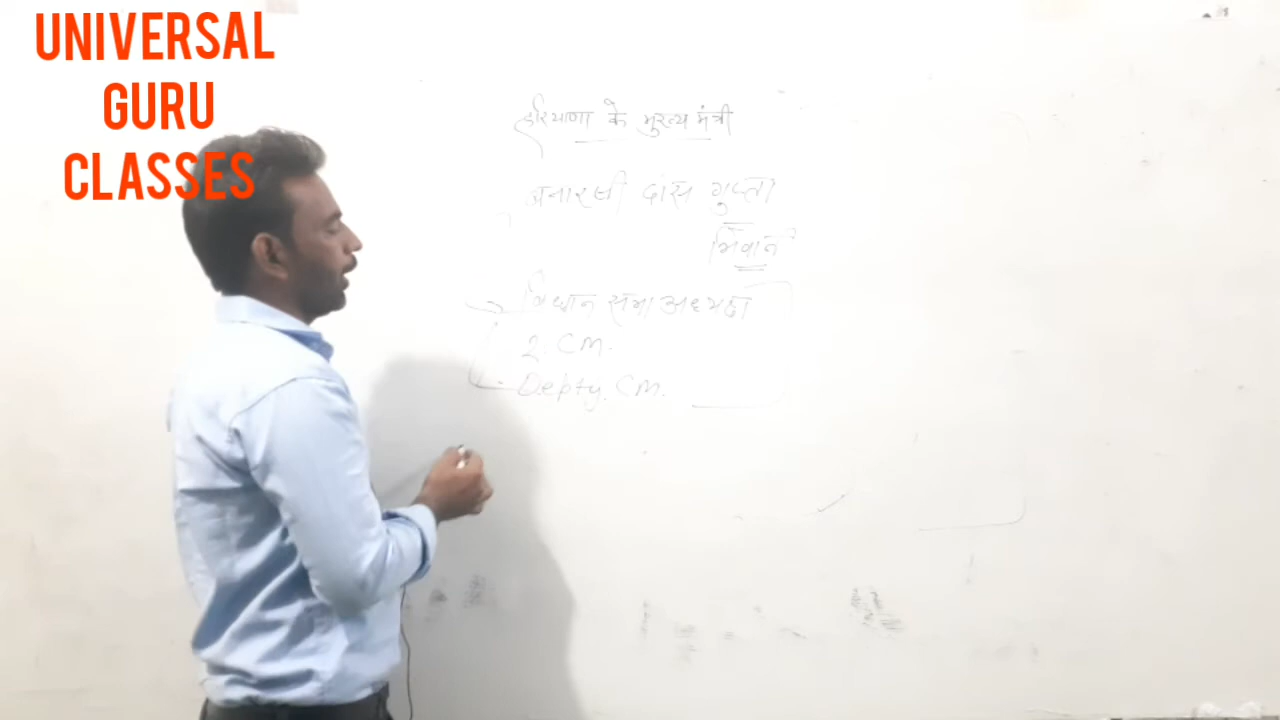 UNIVERSAL
GURU
CLASSES
हरियाणा के मुख्य मंत्री
बनारसी दास गुप्ता
भिवानी
विधान सभा अध्यक्ष
2. CM.
Depty. CM.